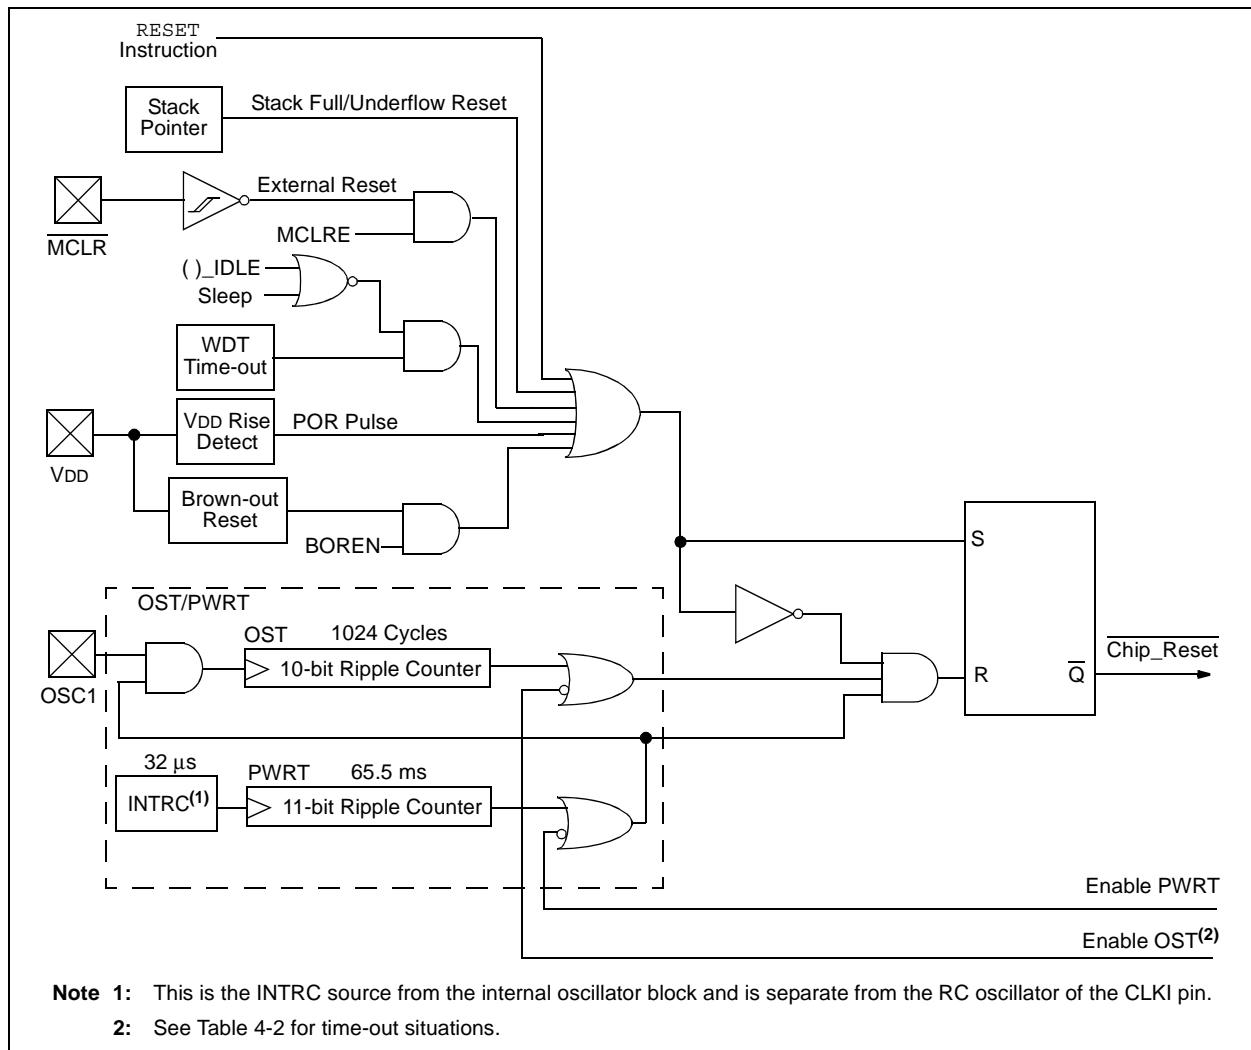 RESET
Instruction
Stack
Pointer
Stack Full/Underflow Reset
External Reset
MCLR
MCLRE
( )_IDLE
Sleep
WDT
Time-out
VDD Rise
Detect
POR Pulse
VDD
Brown-out
Reset
BOREN
S
OST/PWRT
OST
1024 Cycles
10-bit Ripple Counter
OSC1
Chip_Reset
R
Q
32 μs
INTRC(1)
PWRT
65.5 ms
11-bit Ripple Counter
Enable PWRT
Enable OST(2)
Note 1: This is the INTRC source from the internal oscillator block and is separate from the RC oscillator of the CLKI pin.
2: See Table 4-2 for time-out situations.